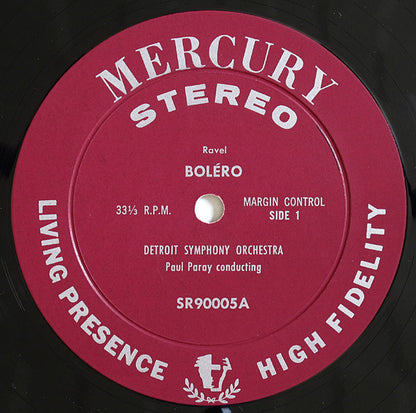 MERCURY
STEREO
Ravel
BOLÉRO
33⅓ R.P.M.
MARGIN CONTROL
SIDE 1
DETROIT SYMPHONY ORCHESTRA
Paul Paray conducting
SR90005A
LIVING PRESENCE
HIGH FIDELITY